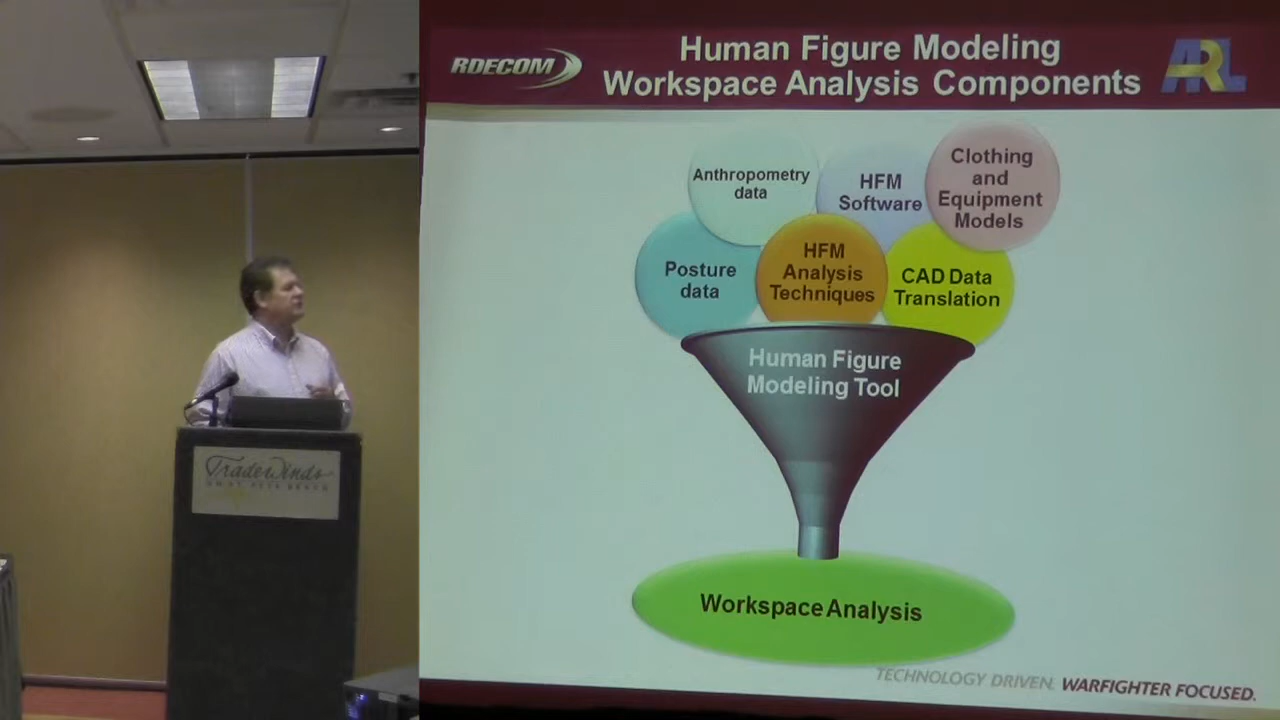 RDECOM
Human Figure Modeling
Workspace Analysis Components
ARL
Anthropometry
data
HFM
Software
Clothing
and
Equipment
Models
Posture
data
HFM
Analysis
Techniques
CAD Data
Translation
Human Figure
Modeling Tool
Workspace Analysis
TECHNOLOGY DRIVEN. WARFIGHTER FOCUSED.
TradeWinds